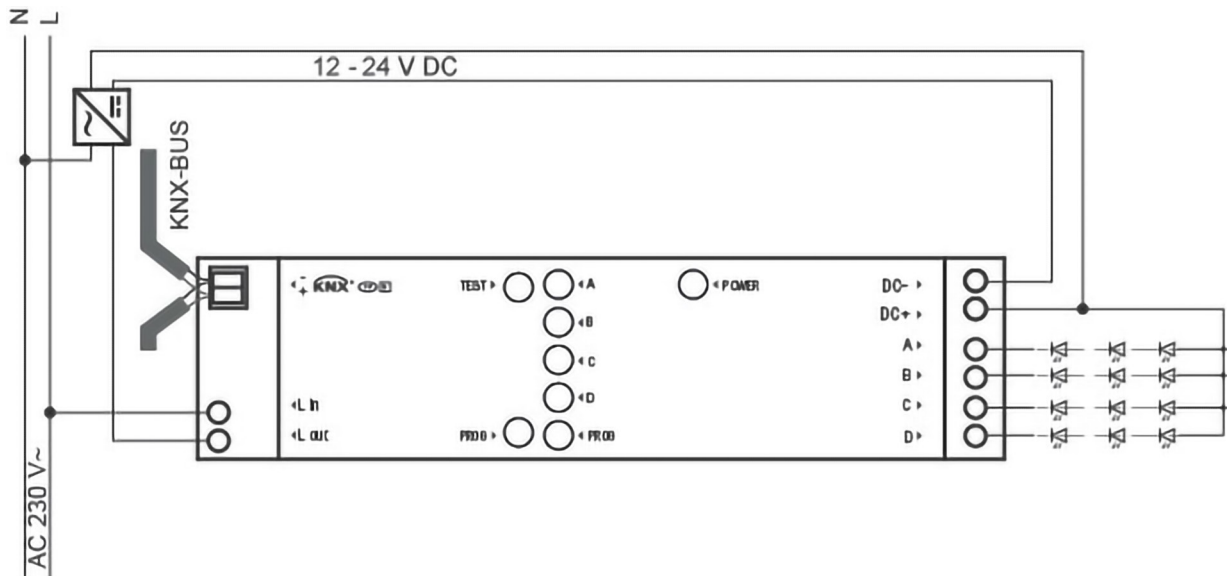 N L
12 - 24 V DC
KNX-BUS
KNX
TEST
A
POWER
DC-
DC+
B
A
C
B
D
C
L In
L out
PROG
PROG
D
AC 230 V~